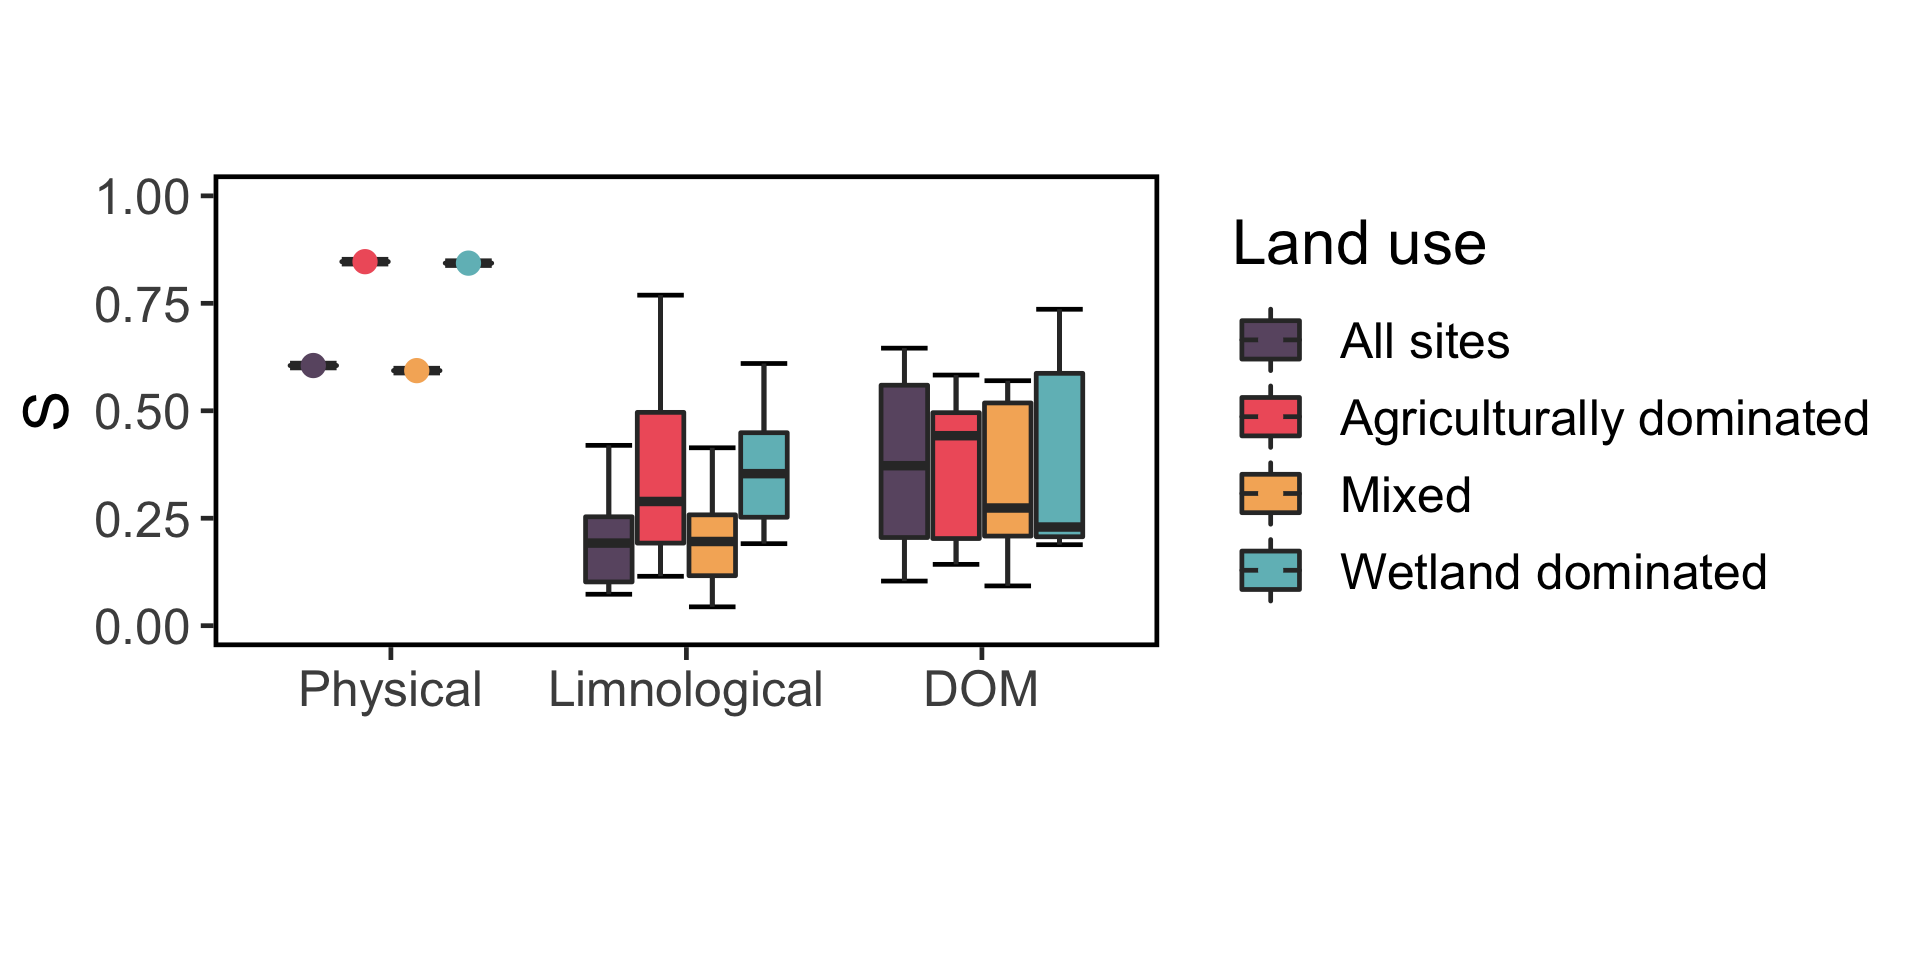 S
1.00
0.75
0.50
0.25
0.00
Physical
Limnological
DOM
Land use
All sites
Agriculturally dominated
Mixed
Wetland dominated